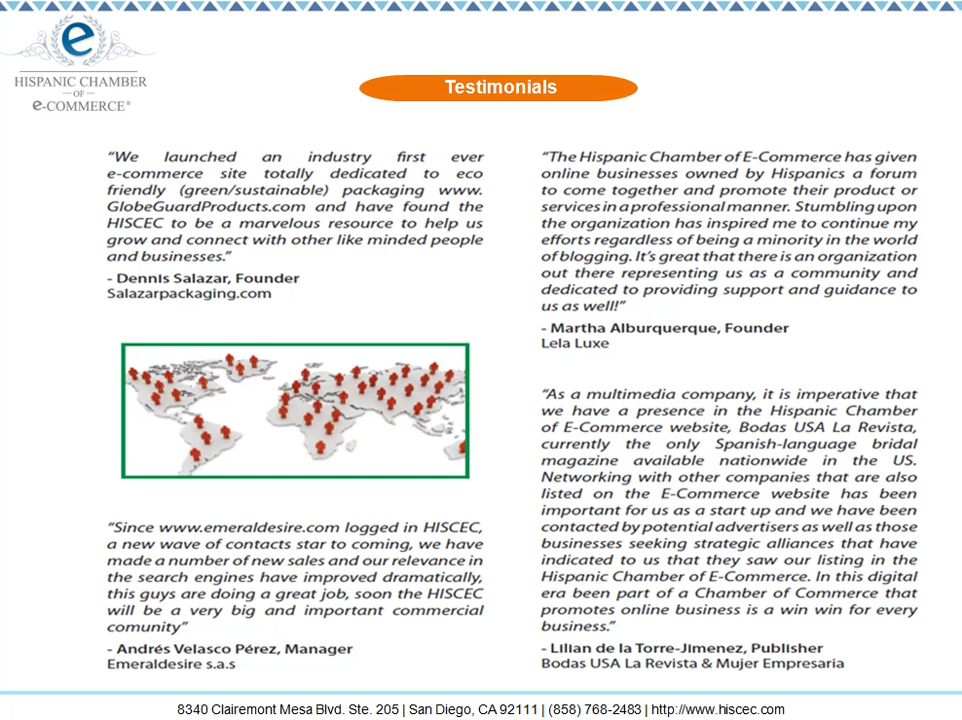 e
HISPANIC CHAMBER
OF
e-COMMERCE®
Testimonials
“We launched an industry first ever
e-commerce site totally dedicated to eco
friendly (green/sustainable) packaging www.
GlobeGuardProducts.com and have found the
HISCEC to be a marvelous resource to help us
grow and connect with other like minded people
and businesses.”
- Dennis Salazar, Founder
Salazarpackaging.com
“Since www.emeraldesire.com logged in HISCEC,
a new wave of contacts star to coming, we have
made a number of new sales and our relevance in
the search engines have improved dramatically,
this guys are doing a great job, soon the HISCEC
will be a very big and important commercial
comunity”
- Andrés Velasco Pérez, Manager
Emeraldesire s.a.s
“The Hispanic Chamber of E-Commerce has given
online businesses owned by Hispanics a forum
to come together and promote their product or
services in a professional manner. Stumbling upon
the organization has inspired me to continue my
efforts regardless of being a minority in the world
of blogging. It’s great that there is an organization
out there representing us as a community and
dedicated to providing support and guidance to
us as well!”
- Martha Alburquerque, Founder
Lela Luxe
“As a multimedia company, it is imperative that
we have a presence in the Hispanic Chamber
of E-Commerce website, Bodas USA La Revista,
currently the only Spanish-language bridal
magazine available nationwide in the US.
Networking with other companies that are also
listed on the E-Commerce website has been
important for us as a start up and we have been
contacted by potential advertisers as well as those
businesses seeking strategic alliances that have
indicated to us that they saw our listing in the
Hispanic Chamber of E-Commerce. In this digital
era been part of a Chamber of Commerce that
promotes online business is a win win for every
business.”
- Lilian de la Torre-Jimenez, Publisher
Bodas USA La Revista & Mujer Empresaria
8340 Clairemont Mesa Blvd. Ste. 205 | San Diego, CA 92111 | (858) 768-2483 | http://www.hiscec.com